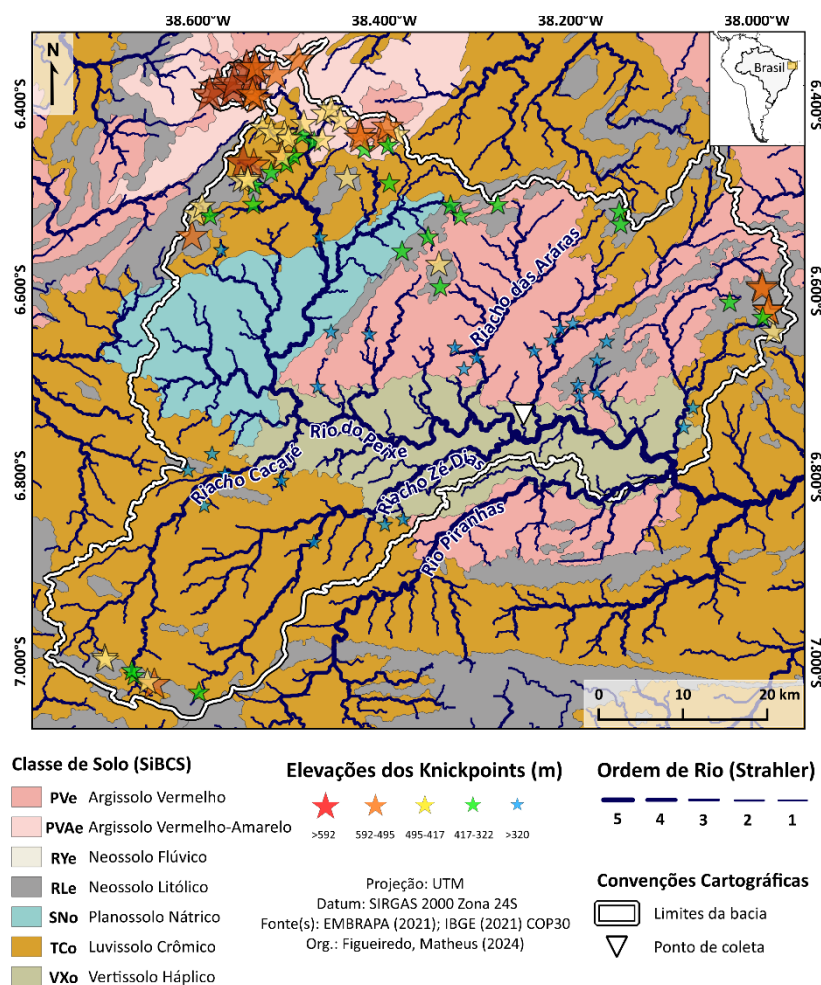 38.600°W 38.400°W 38.200°W 38.000°W
N
Brasil
6.400°S 6.400°S
Riacho das Araras
6.600°S 6.600°S
Rio do Peixe
Riacho Cacaré
Riacho Zé Dias
6.800°S 6.800°S
Rio Piranhas
7.000°S 7.000°S
0 10 20 km
Classe de Solo (SiBCS)
PVe Argissolo Vermelho
PVAe Argissolo Vermelho-Amarelo
RYe Neossolo Flúvico
RLe Neossolo Litólico
SNo Planossolo Nátrico
TCo Luvissolo Crômico
VXo Vertissolo Háplico
Elevações dos Knickpoints (m)
>592 592-495 495-417 417-322 >320
Projeção: UTM
Datum: SIRGAS 2000 Zona 24S
Fonte(s): EMBRAPA (2021); IBGE (2021) COP30
Org.: Figueiredo, Matheus (2024)
Ordem de Rio (Strahler)
5 4 3 2 1
Convenções Cartográficas
Limites da bacia
Ponto de coleta